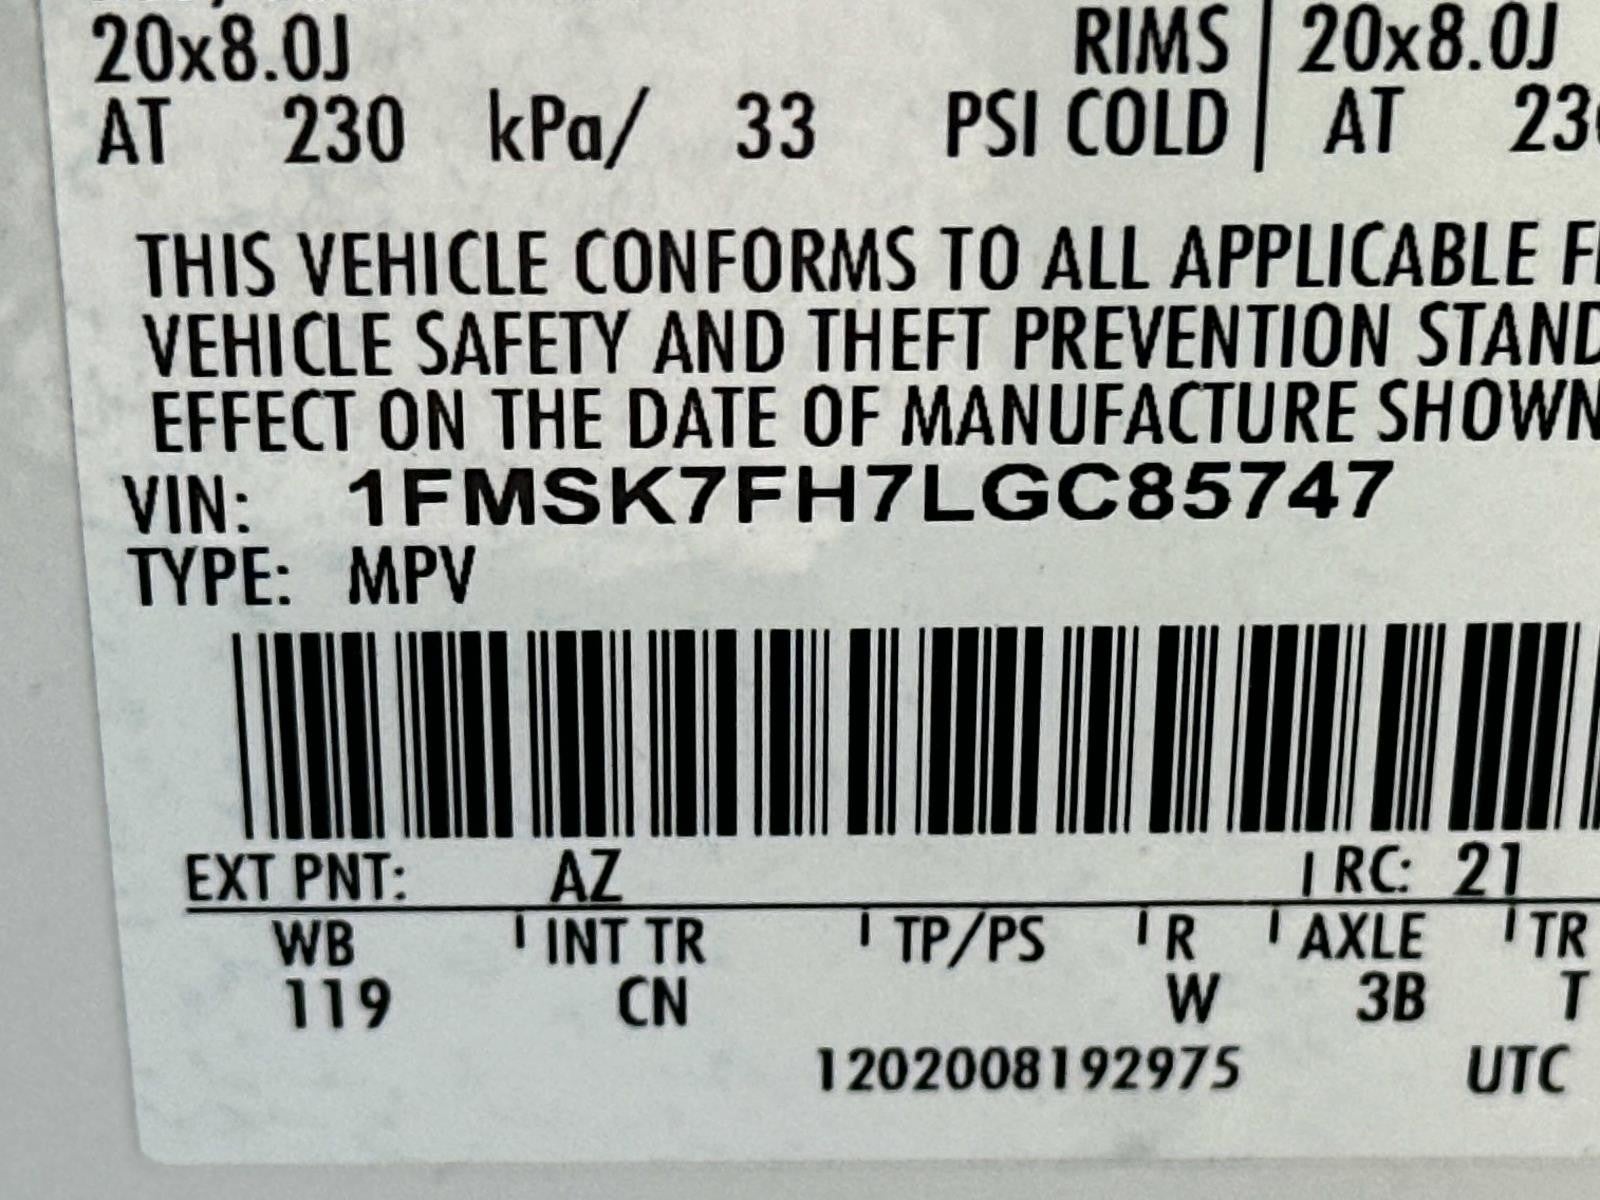 20x8.0J RIMS 20x8.0J
AT 230 kPa/ 33 PSI COLD AT
THIS VEHICLE CONFORMS TO ALL APPLICABLE
VEHICLE SAFETY AND THEFT PREVENTION STAND
EFFECT ON THE DATE OF MANUFACTURE SHOWN
VIN: 1FMSK7FH7LGC85747
TYPE: MPV
EXT PNT: AZ RC: 21
WB INT TR TP/PS R AXLE TR
119 CN W 3B T
1202008192975 UTC